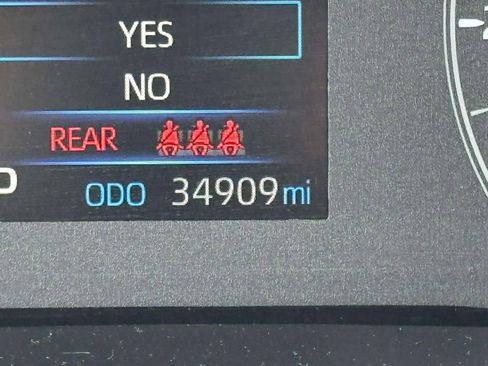 YES
NO
REAR
ODO 34909 mi